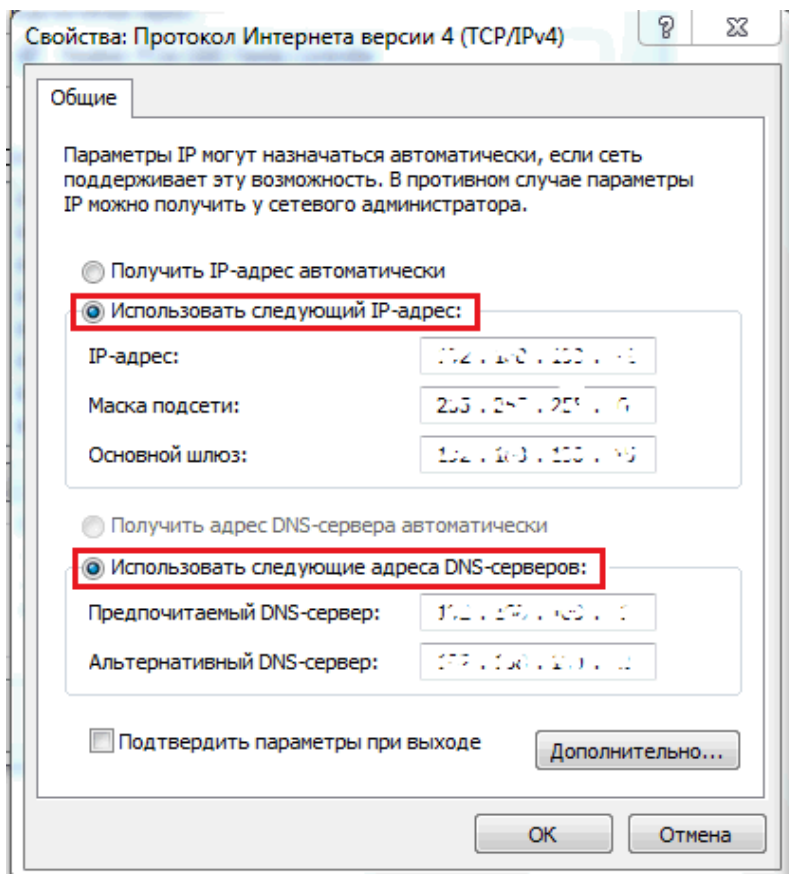 Свойства: Протокол Интернета версии 4 (TCP/IPv4)
Общие
Параметры IP могут назначаться автоматически, если сеть
поддерживает эту возможность. В противном случае параметры
IP можно получить у сетевого администратора.
Получить IP-адрес автоматически
Использовать следующий IP-адрес:
IP-адрес:
Маска подсети:
Основной шлюз:
Получить адрес DNS-сервера автоматически
Использовать следующие адреса DNS-серверов:
Предпочитаемый DNS-сервер:
Альтернативный DNS-сервер:
Подтвердить параметры при выходе
Дополнительно...
ОК
Отмена